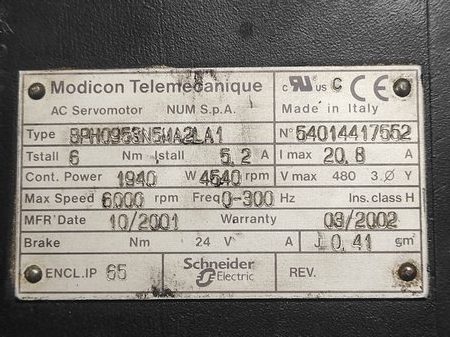 Modicon Telemecanique
AC Servomotor NUM S.p.A. Made in Italy
Type BPH0953N5MA2LA1 N° 54014417552
Tstall 6 Nm Istall 5,2 A I max 20,8 A
Cont. Power 1940 W 4540 rpm V max 480 3.Ø Y
Max Speed 6000 rpm Freq 0-300 Hz Ins. class H
MFR' Date 10/2001 Warranty 03/2002
Brake Nm 24 V A J 0,41 gm²
ENCL.IP 65 Schneider Electric REV.